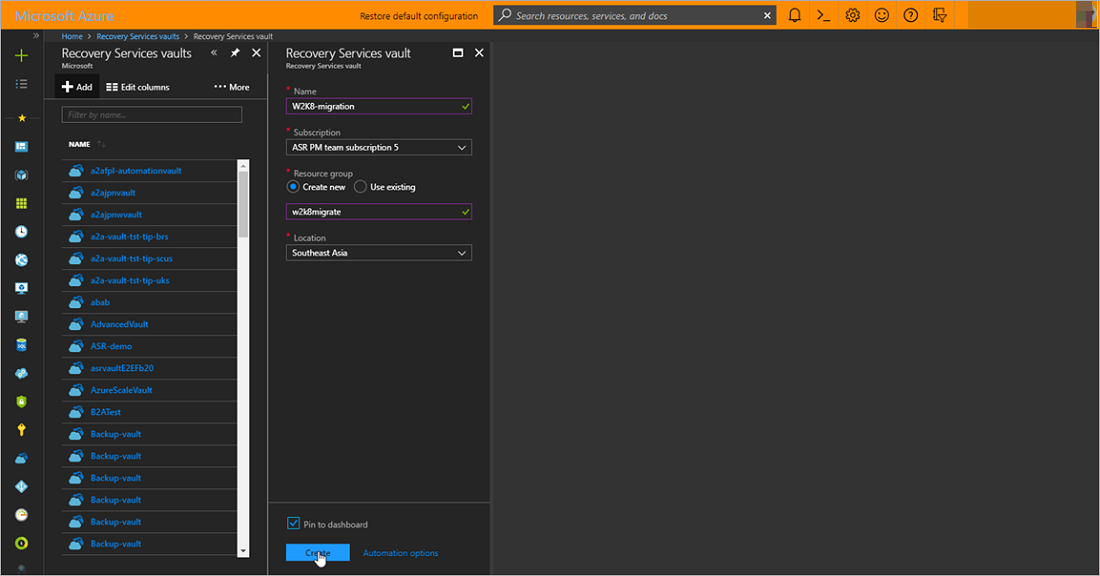 Microsoft Azure
Restore default configuration
Search resources, services, and docs
Home > Recovery Services vaults > Recovery Services vault
Recovery Services vaults
Microsoft
Add
Edit columns
More
Filter by name...
NAME
a2afpl-automationvault
a2ajpnvault
a2ajpnwvault
a2a-vault-tst-tip-brs
a2a-vault-tst-tip-scus
a2a-vault-tst-tip-uks
abab
AdvancedVault
ASR-demo
asrvaultE2EFb20
AzureScaleVault
B2ATest
Backup-vault
Backup-vault
Backup-vault
Backup-vault
Backup-vault
Backup-vault
Recovery Services vault
Recovery Services vault
* Name
W2K8-migration
* Subscription
ASR PM team subscription 5
* Resource group
Create new Use existing
w2k8migrate
* Location
Southeast Asia
Pin to dashboard
Create
Automation options